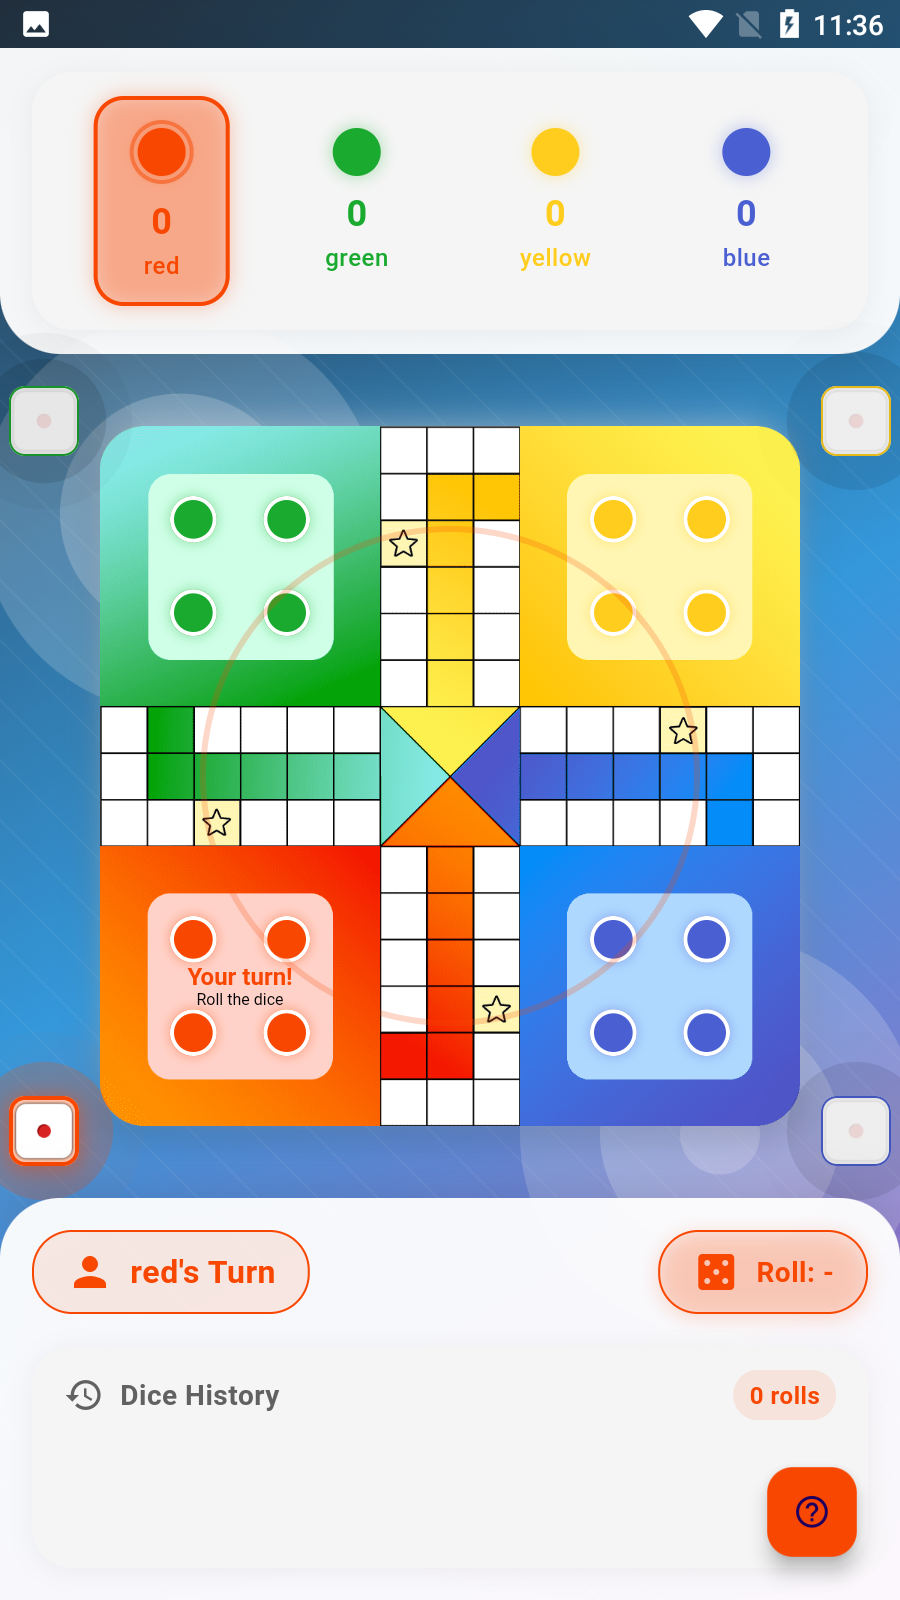 11:36
0
red
0
green
0
yellow
0
blue
Your turn!
Roll the dice
red's Turn
Roll: -
Dice History
0 rolls
?